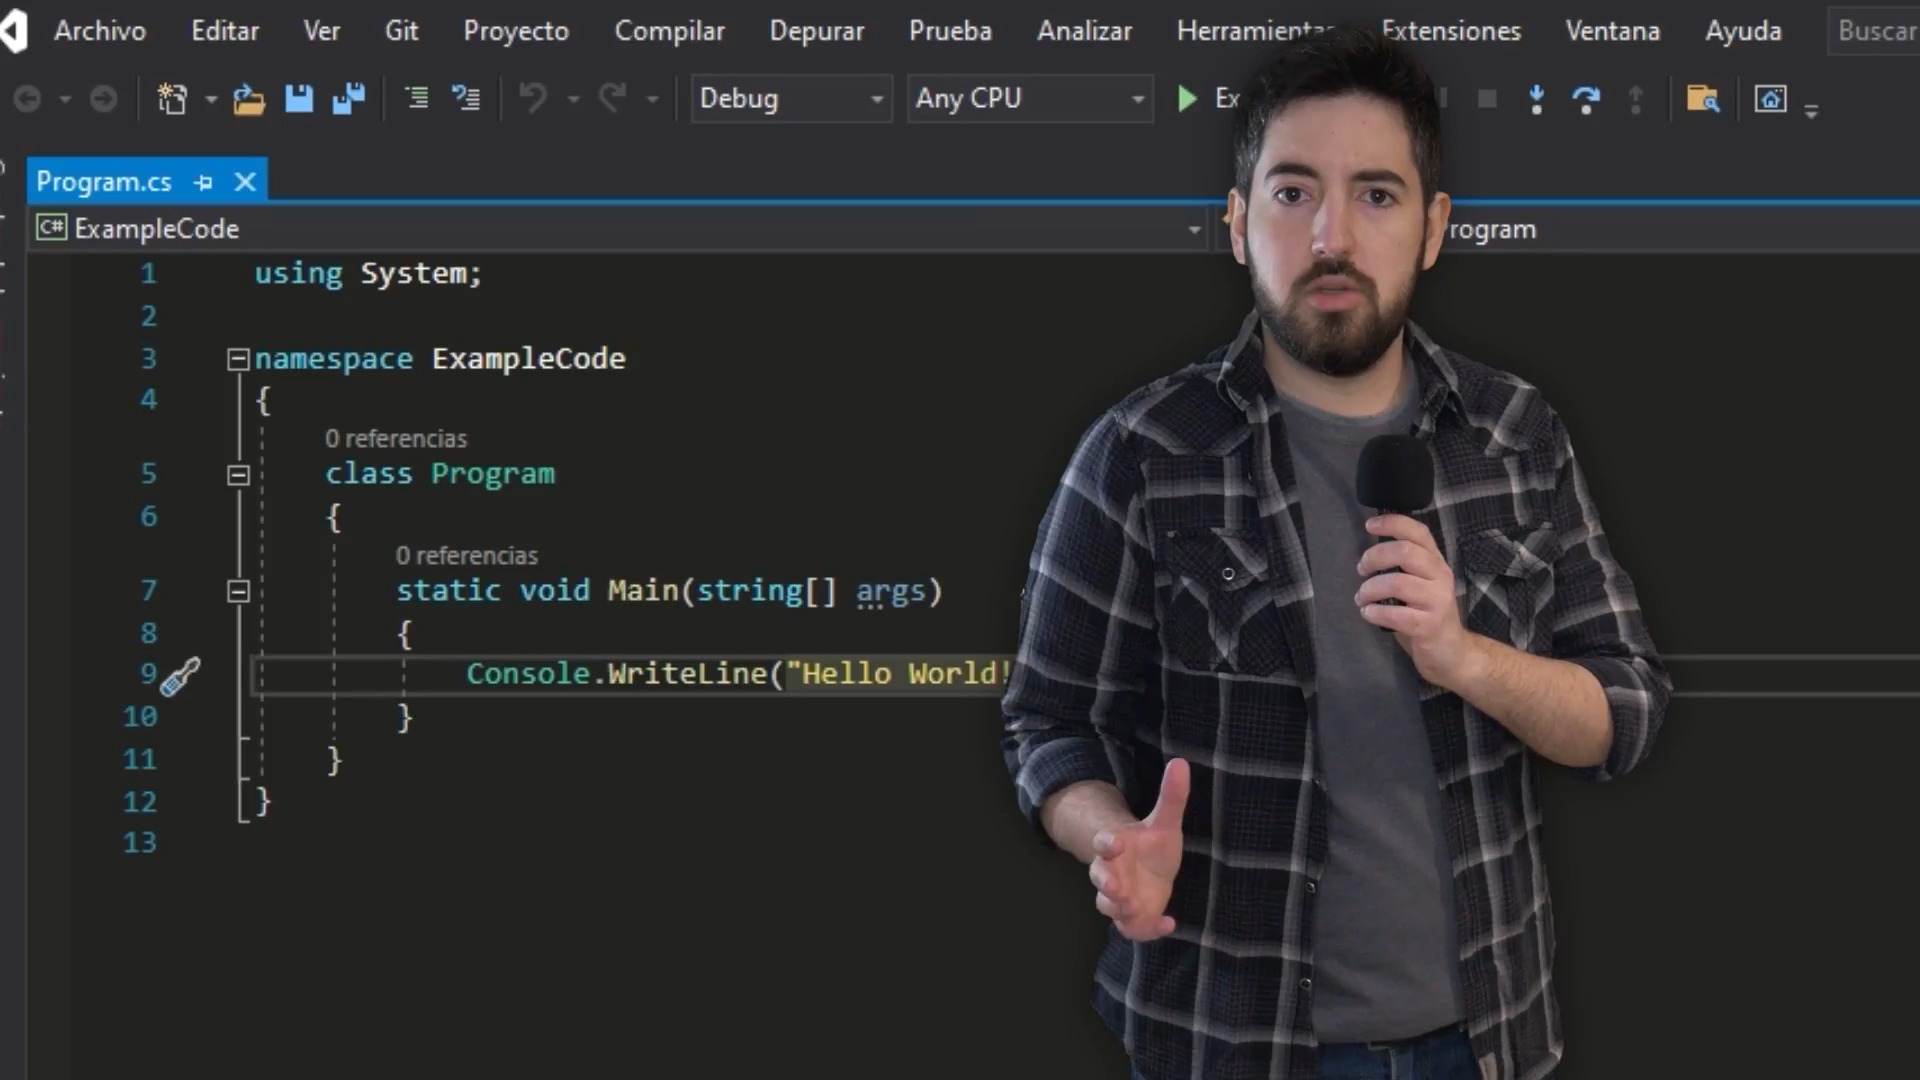 Archivo Editar Ver Git Proyecto Compilar Depurar Prueba Analizar Herramientas Extensiones Ventana Ayuda Buscar
Debug Any CPU Ex
Program.cs
C# ExampleCode rogram
1 using System;
2
3 namespace ExampleCode
4 {
0 referencias
5 class Program
6 {
0 referencias
7 static void Main(string[] args)
8 {
9 Console.WriteLine("Hello World!
10 }
11 }
12 }
13